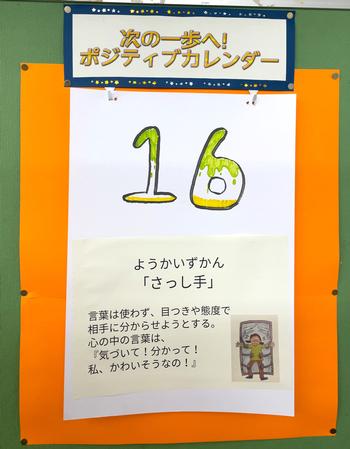 次の一歩へ!
ポジティブカレンダー
16
ようかいずかん
「さっし手」
言葉は使わず、目つきや態度で
相手に分からせようとする。
心の中の言葉は、
『気づいて!分かって!
私、かわいそうなの!』